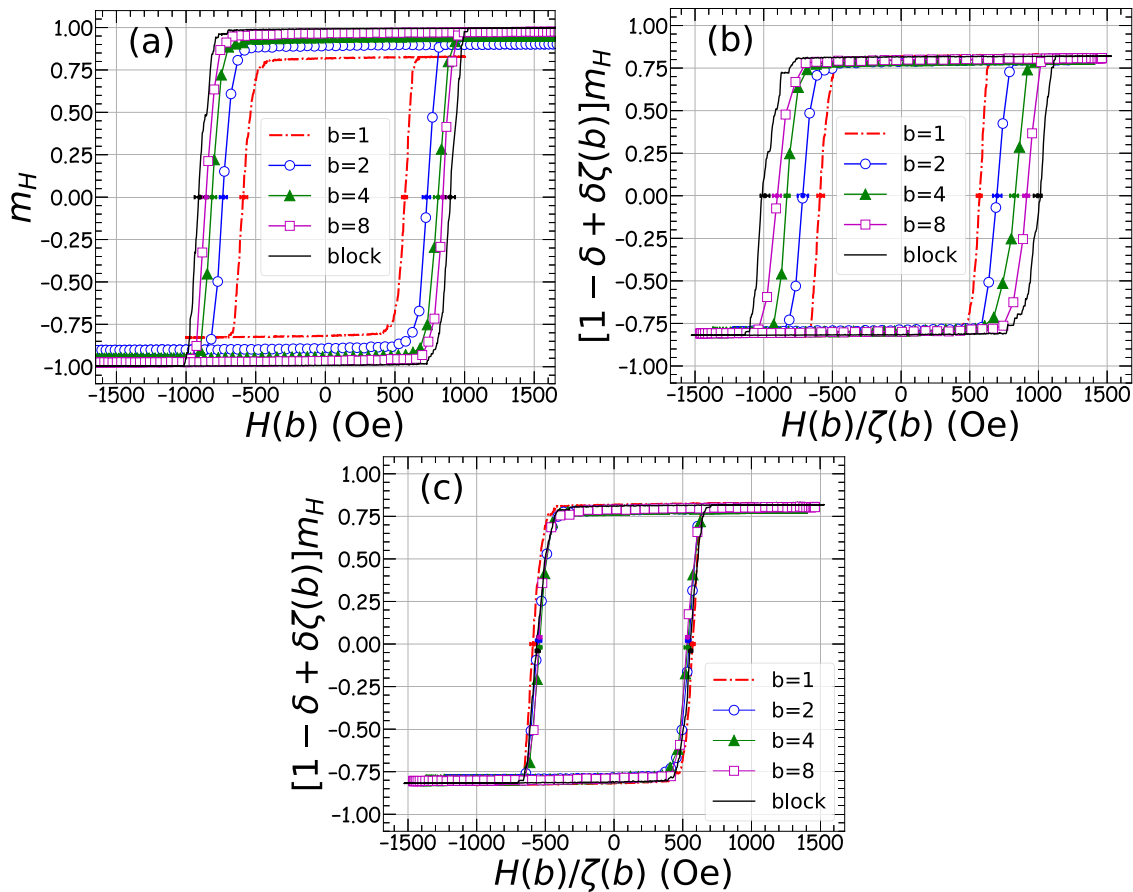 (a)
m_H
1.00
0.75
0.50
0.25
0.00
−0.25
−0.50
−0.75
−1.00
b=1
b=2
b=4
b=8
block
−1500 −1000 −500 0 500 1000 1500
H(b) (Oe)
(b)
[1 − δ + δζ(b)]m_H
1.00
0.75
0.50
0.25
0.00
−0.25
−0.50
−0.75
−1.00
b=1
b=2
b=4
b=8
block
−1500 −1000 −500 0 500 1000 1500
H(b)/ζ(b) (Oe)
(c)
[1 − δ + δζ(b)]m_H
1.00
0.75
0.50
0.25
0.00
−0.25
−0.50
−0.75
−1.00
b=1
b=2
b=4
b=8
block
−1500 −1000 −500 0 500 1000 1500
H(b)/ζ(b) (Oe)